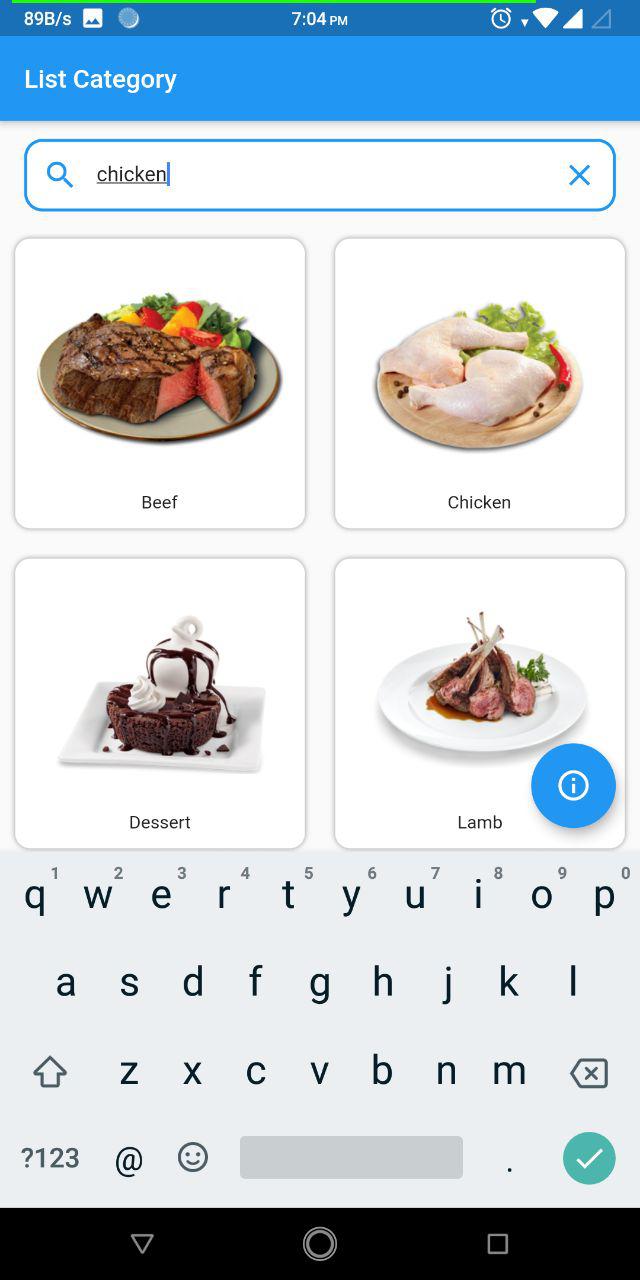 89B/s 7:04 PM
List Category
chicken
Beef Chicken
Dessert Lamb
1 2 3 4 5 6 7 8 9 0
q w e r t y u i o p
a s d f g h j k l
z x c v b n m
?123 @ .